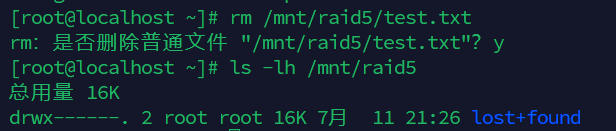 [root@localhost ~]# rm /mnt/raid5/test.txt
rm：是否删除普通文件 "/mnt/raid5/test.txt"？y
[root@localhost ~]# ls -lh /mnt/raid5
总用量 16K
drwx------. 2 root root 16K 7月  11 21:26 lost+found